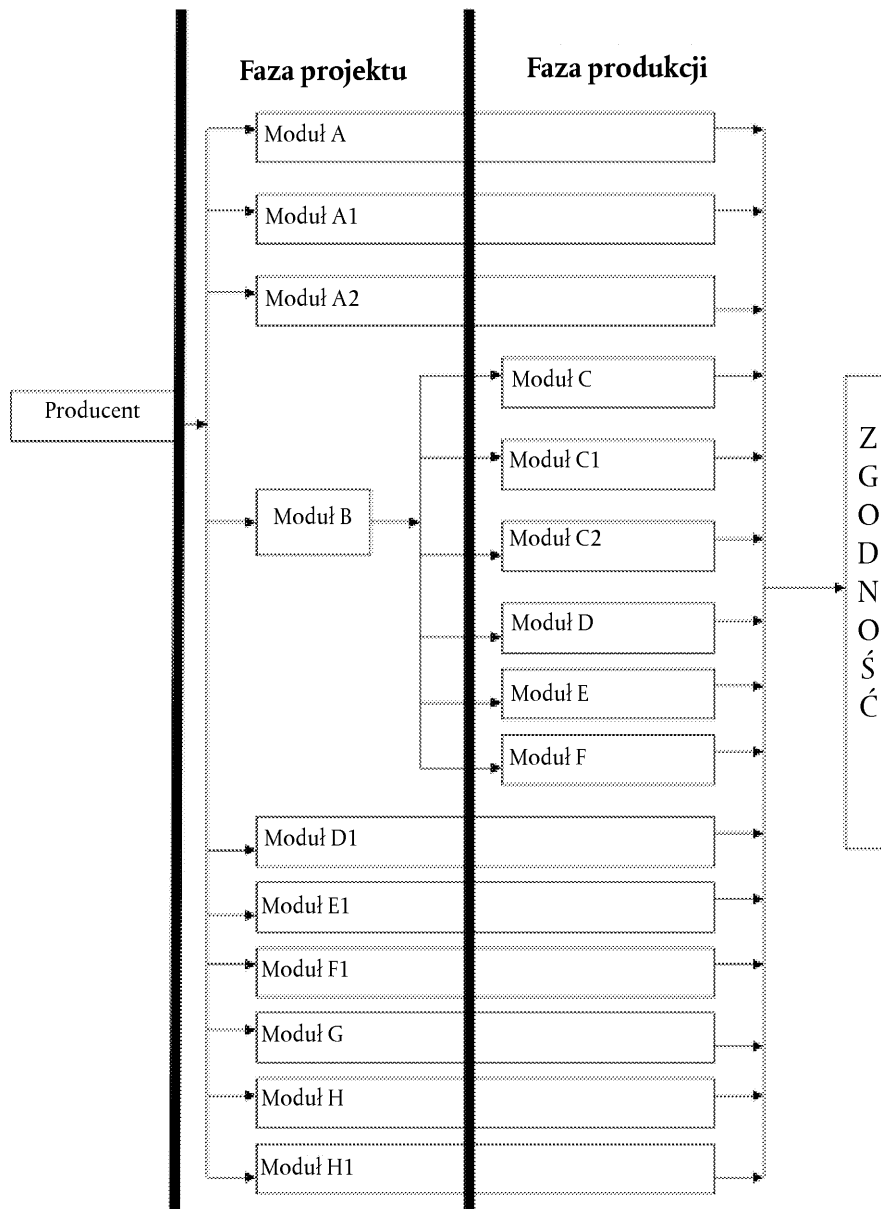 Faza projektu
Faza produkcji
Moduł A
Moduł A1
Moduł A2
Producent
Moduł B
Moduł C
Moduł C1
Moduł C2
Moduł D
Moduł E
Moduł F
Moduł D1
Moduł E1
Moduł F1
Moduł G
Moduł H
Moduł H1
Z
G
O
D
N
O
Ś
Ć